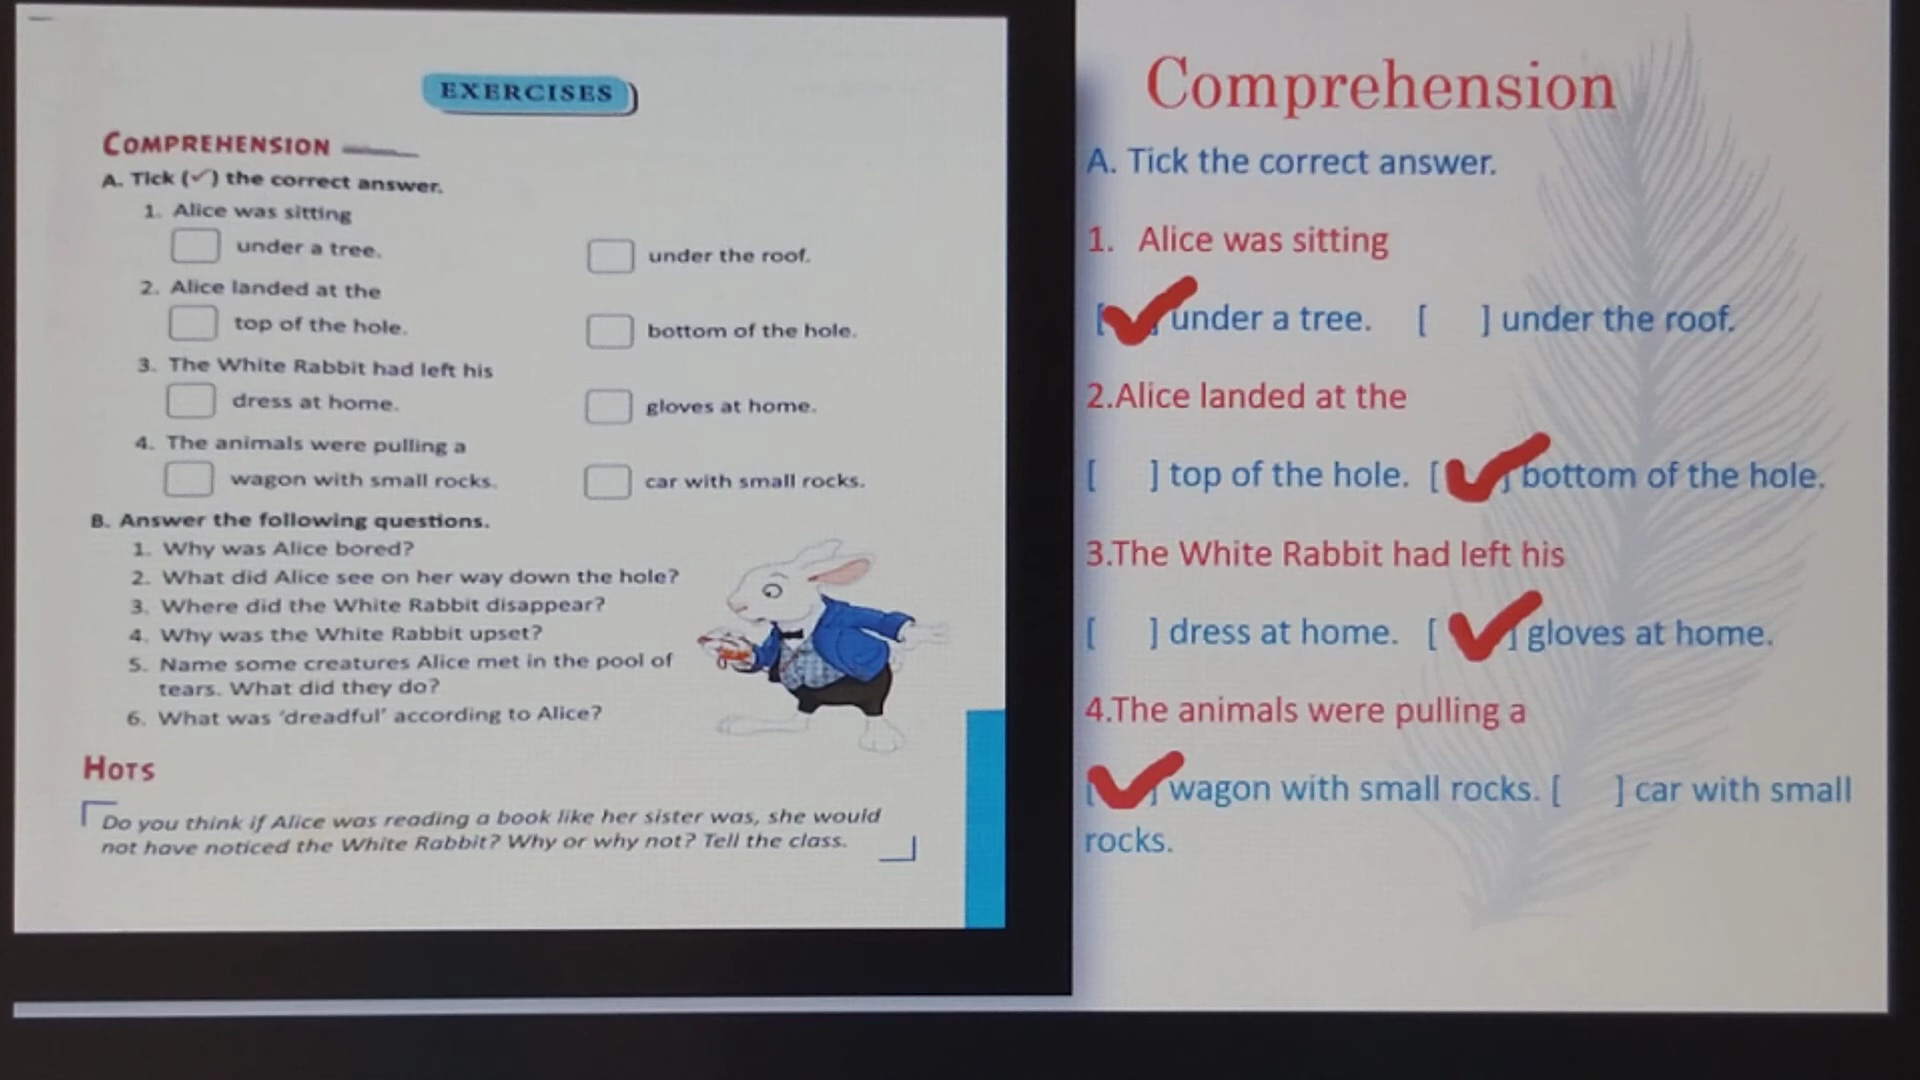 EXERCISES
COMPREHENSION
A. Tick (✓) the correct answer.
1. Alice was sitting
under a tree. under the roof.
2. Alice landed at the
top of the hole. bottom of the hole.
3. The White Rabbit had left his
dress at home. gloves at home.
4. The animals were pulling a
wagon with small rocks. car with small rocks.
B. Answer the following questions.
1. Why was Alice bored?
2. What did Alice see on her way down the hole?
3. Where did the White Rabbit disappear?
4. Why was the White Rabbit upset?
5. Name some creatures Alice met in the pool of
tears. What did they do?
6. What was 'dreadful' according to Alice?
HOTS
Do you think if Alice was reading a book like her sister was, she would
not have noticed the White Rabbit? Why or why not? Tell the class.
Comprehension
A. Tick the correct answer.
1. Alice was sitting
[✓] under a tree. [ ] under the roof.
2.Alice landed at the
[ ] top of the hole. [✓] bottom of the hole.
3.The White Rabbit had left his
[ ] dress at home. [✓] gloves at home.
4.The animals were pulling a
[✓] wagon with small rocks. [ ] car with small
rocks.